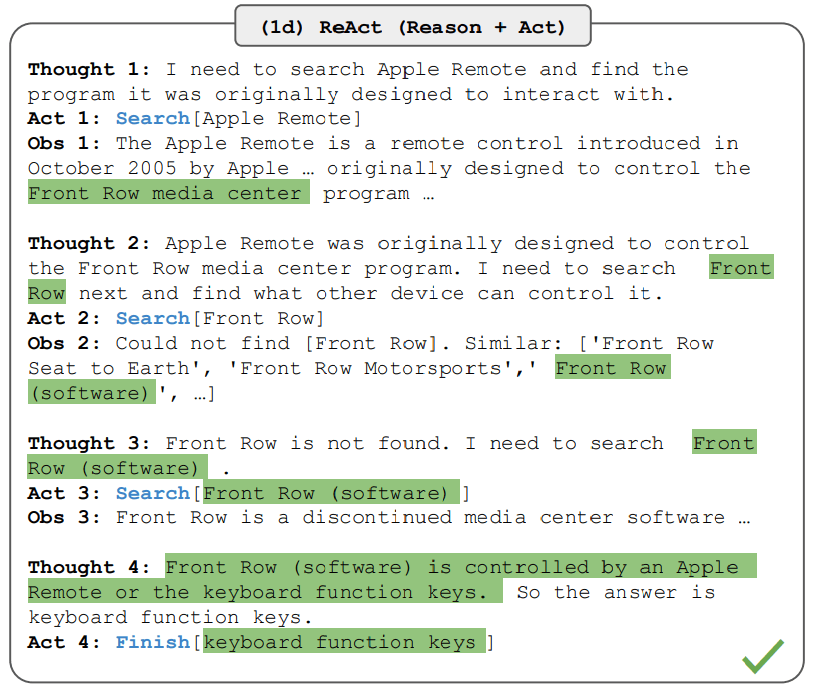 (1d) ReAct (Reason + Act)
Thought 1: I need to search Apple Remote and find the
program it was originally designed to interact with.
Act 1: Search[Apple Remote]
Obs 1: The Apple Remote is a remote control introduced in
October 2005 by Apple … originally designed to control the
Front Row media center program …
Thought 2: Apple Remote was originally designed to control
the Front Row media center program. I need to search Front
Row next and find what other device can control it.
Act 2: Search[Front Row]
Obs 2: Could not find [Front Row]. Similar: ['Front Row
Seat to Earth', 'Front Row Motorsports',' Front Row
(software)', …]
Thought 3: Front Row is not found. I need to search Front
Row (software) .
Act 3: Search[Front Row (software) ]
Obs 3: Front Row is a discontinued media center software …
Thought 4: Front Row (software) is controlled by an Apple
Remote or the keyboard function keys. So the answer is
keyboard function keys.
Act 4: Finish[keyboard function keys ]